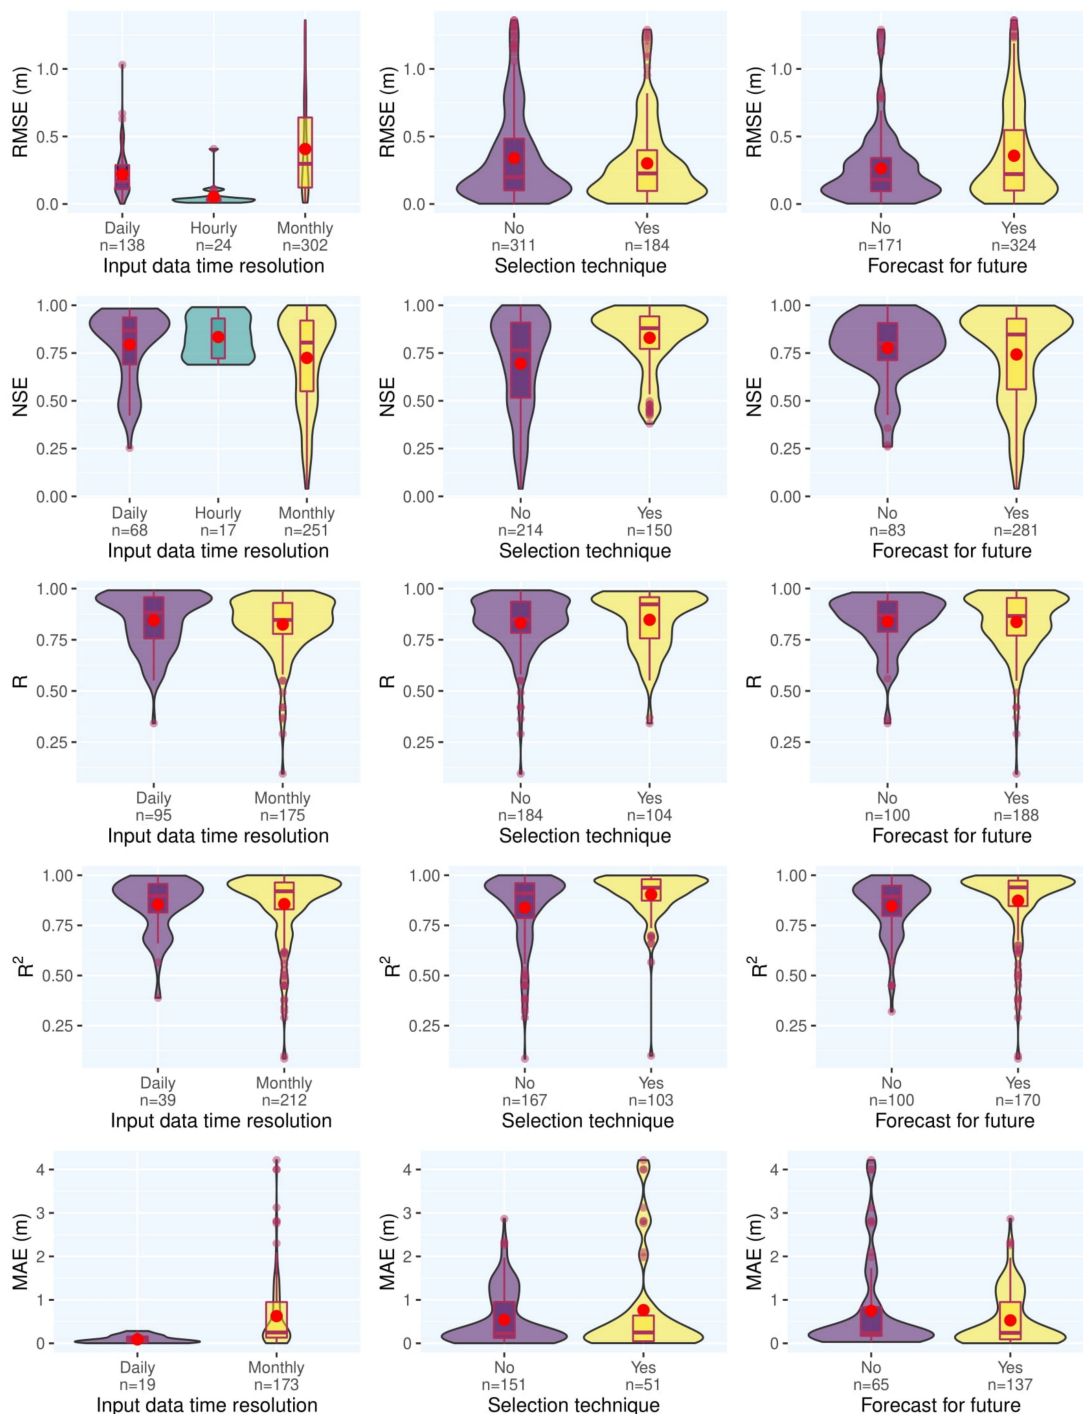 RMSE (m)
1.0
0.5
0.0
Daily Hourly Monthly
n=138 n=24 n=302
Input data time resolution
RMSE (m)
1.0
0.5
0.0
No Yes
n=311 n=184
Selection technique
RMSE (m)
1.0
0.5
0.0
No Yes
n=171 n=324
Forecast for future
NSE
1.00
0.75
0.50
0.25
0.00
Daily Hourly Monthly
n=68 n=17 n=251
Input data time resolution
NSE
1.00
0.75
0.50
0.25
0.00
No Yes
n=214 n=150
Selection technique
NSE
1.00
0.75
0.50
0.25
0.00
No Yes
n=83 n=281
Forecast for future
R
1.00
0.75
0.50
0.25
Daily Monthly
n=95 n=175
Input data time resolution
R
1.00
0.75
0.50
0.25
No Yes
n=184 n=104
Selection technique
R
1.00
0.75
0.50
0.25
No Yes
n=100 n=188
Forecast for future
R²
1.00
0.75
0.50
0.25
Daily Monthly
n=39 n=212
Input data time resolution
R²
1.00
0.75
0.50
0.25
No Yes
n=167 n=103
Selection technique
R²
1.00
0.75
0.50
0.25
No Yes
n=100 n=170
Forecast for future
MAE (m)
4
3
2
1
0
Daily Monthly
n=19 n=173
Input data time resolution
MAE (m)
4
3
2
1
0
No Yes
n=151 n=51
Selection technique
MAE (m)
4
3
2
1
0
No Yes
n=65 n=137
Forecast for future